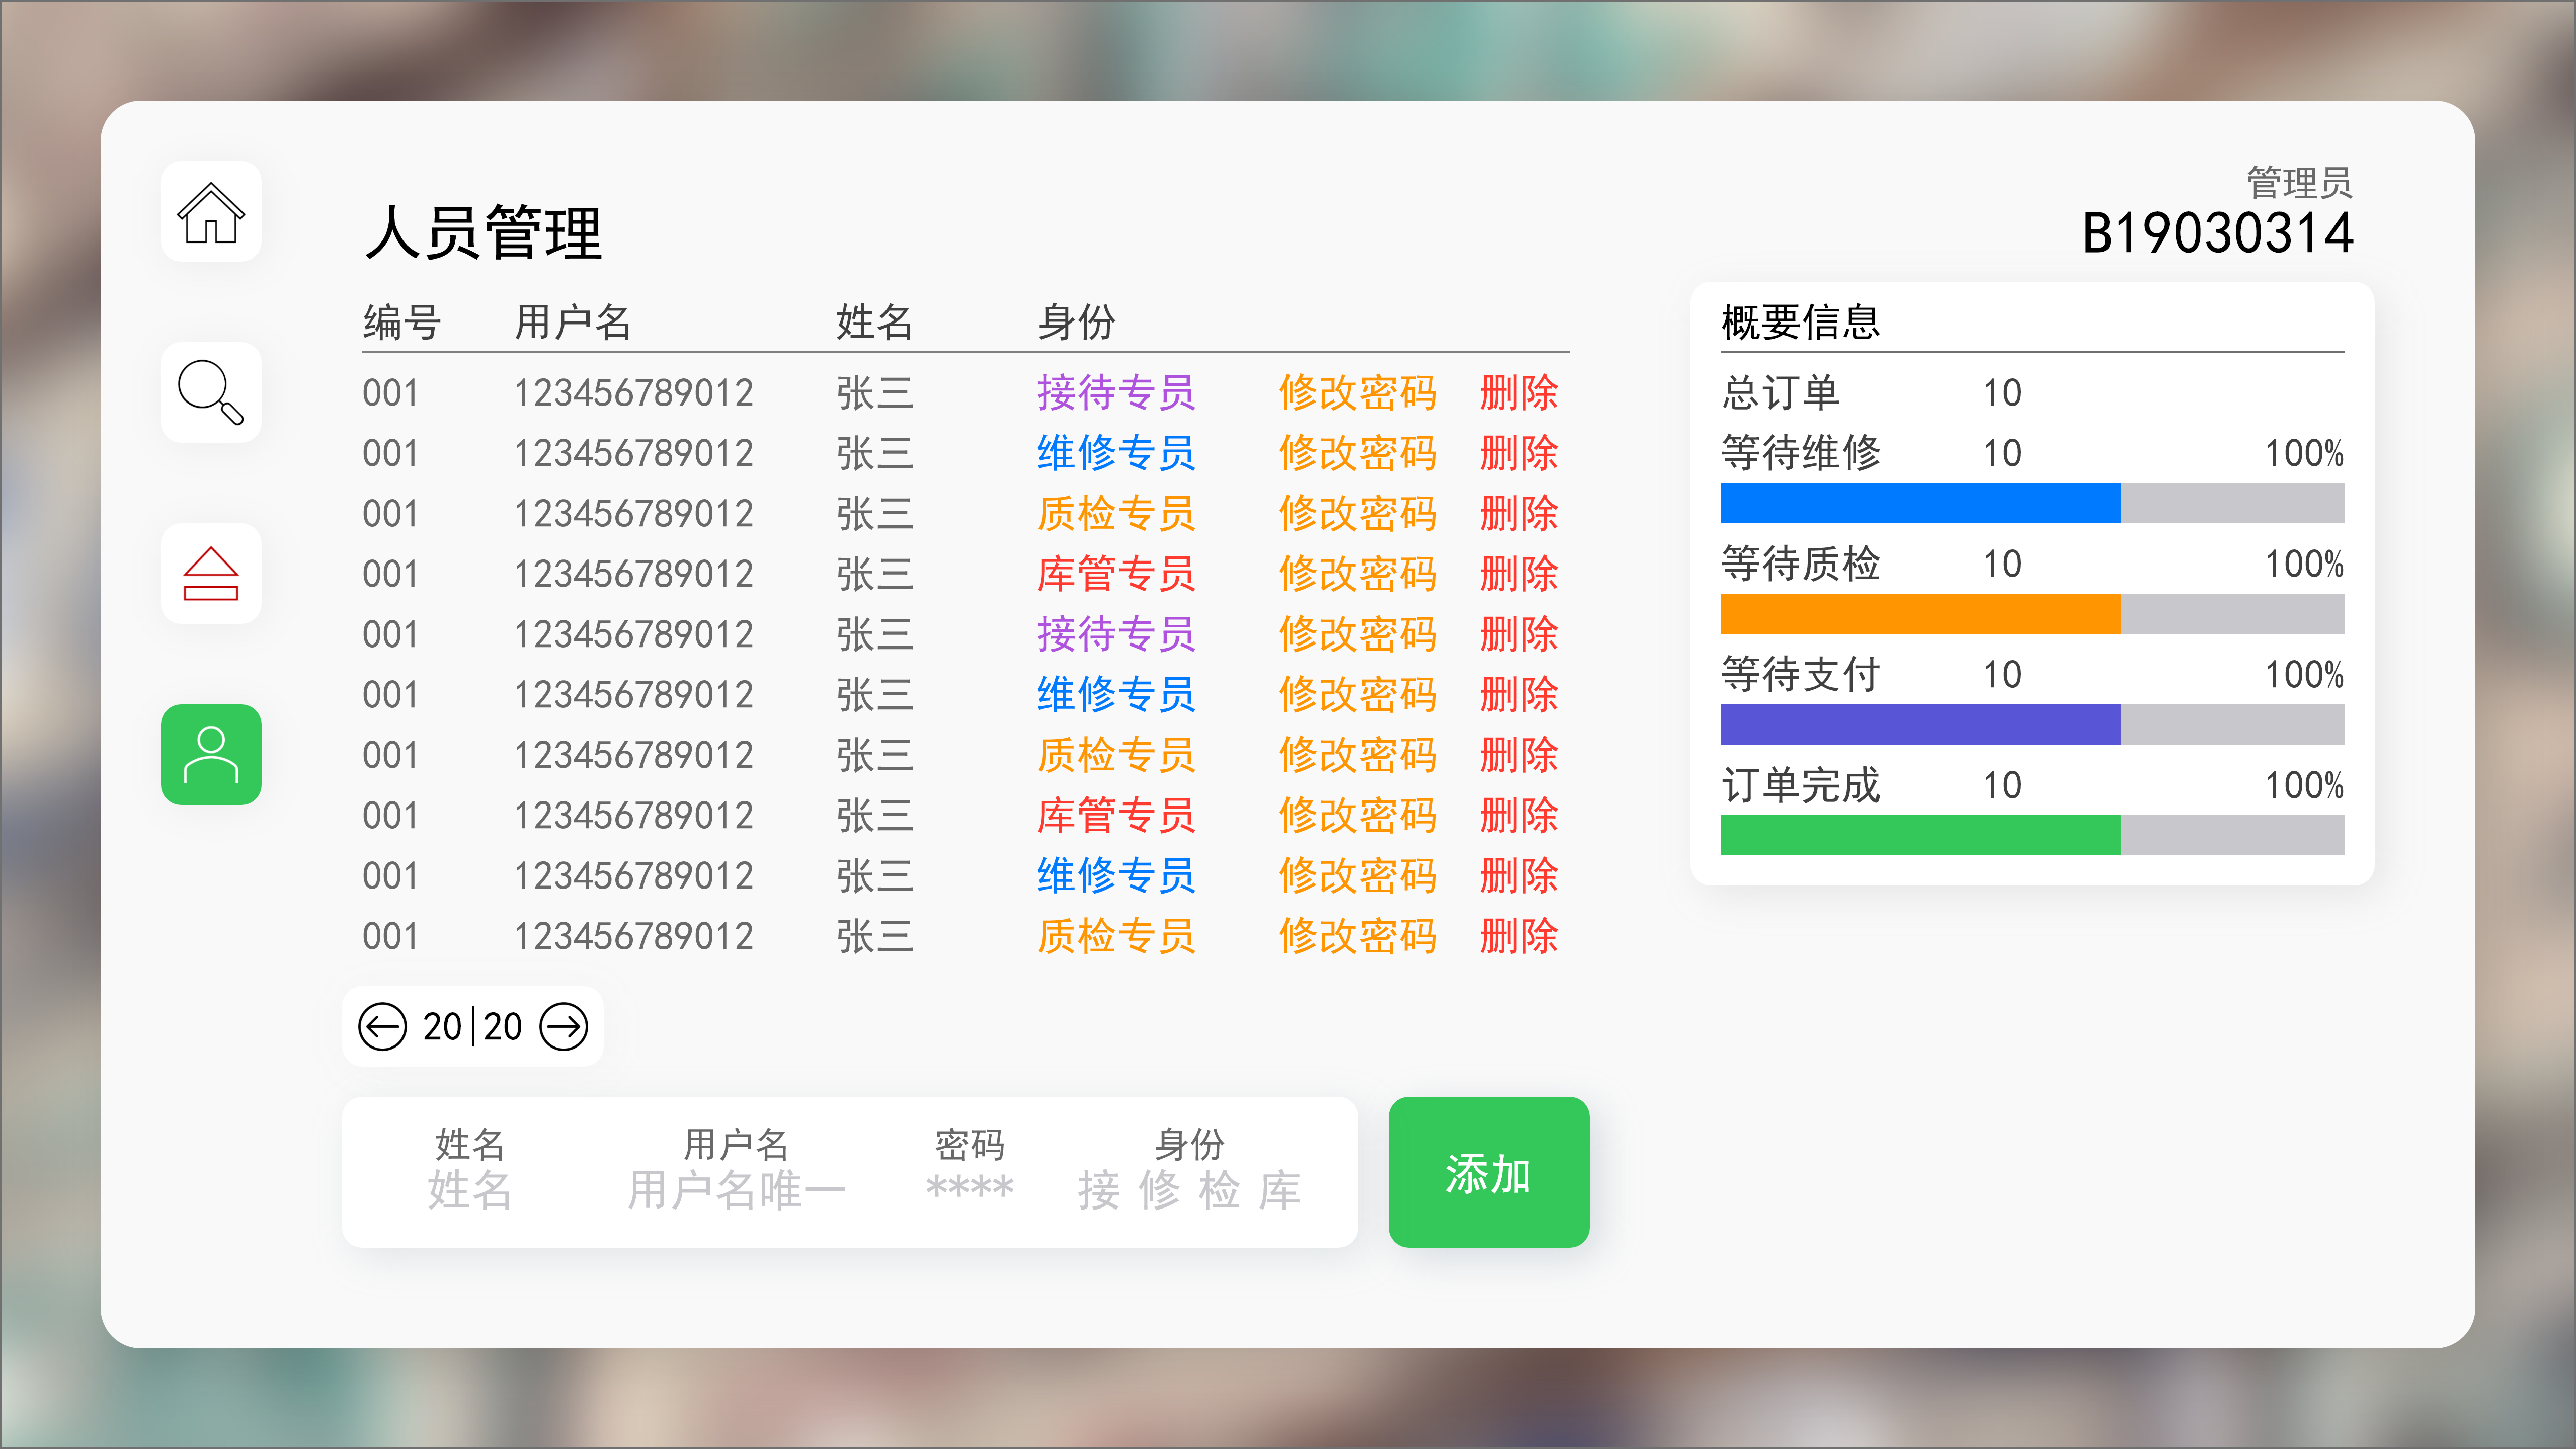 管理员
人员管理
B19030314
编号 用户名 姓名 身份
001 123456789012 张三 接待专员 修改密码 删除
001 123456789012 张三 维修专员 修改密码 删除
001 123456789012 张三 质检专员 修改密码 删除
001 123456789012 张三 库管专员 修改密码 删除
001 123456789012 张三 接待专员 修改密码 删除
001 123456789012 张三 维修专员 修改密码 删除
001 123456789012 张三 质检专员 修改密码 删除
001 123456789012 张三 库管专员 修改密码 删除
001 123456789012 张三 维修专员 修改密码 删除
001 123456789012 张三 质检专员 修改密码 删除
20|20
姓名 用户名 密码 身份
姓名 用户名唯一 **** 接 修 检 库
添加
概要信息
总订单 10
等待维修 10 100%
等待质检 10 100%
等待支付 10 100%
订单完成 10 100%